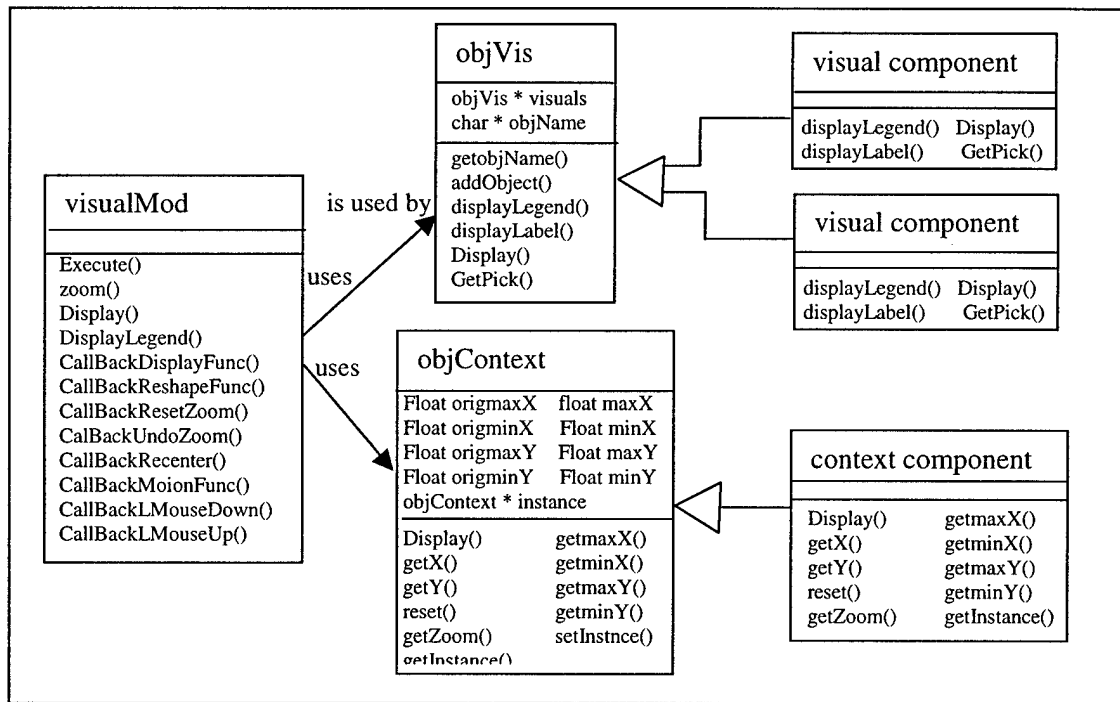 visualMod
Execute()
zoom()
Display()
DisplayLegend()
CallBackDisplayFunc()
CallBackReshapeFunc()
CallBackResetZoom()
CalBackUndoZoom()
CallBackRecenter()
CallBackMoionFunc()
CallBackLMouseDown()
CallBackLMouseUp()
is used by
uses
uses
objVis
objVis * visuals
char * objName
getobjName()
addObject()
displayLegend()
displayLabel()
Display()
GetPick()
objContext
Float origmaxX float maxX
Float origminX Float minX
Float origmaxY Float maxY
Float origminY Float minY
objContext * instance
Display() getmaxX()
getX() getminX()
getY() getmaxY()
reset() getminY()
getZoom() setInstnce()
getInstance()
visual component
displayLegend() Display()
displayLabel() GetPick()
visual component
displayLegend() Display()
displayLabel() GetPick()
context component
Display() getmaxX()
getX() getminX()
getY() getmaxY()
reset() getminY()
getZoom() getInstance()